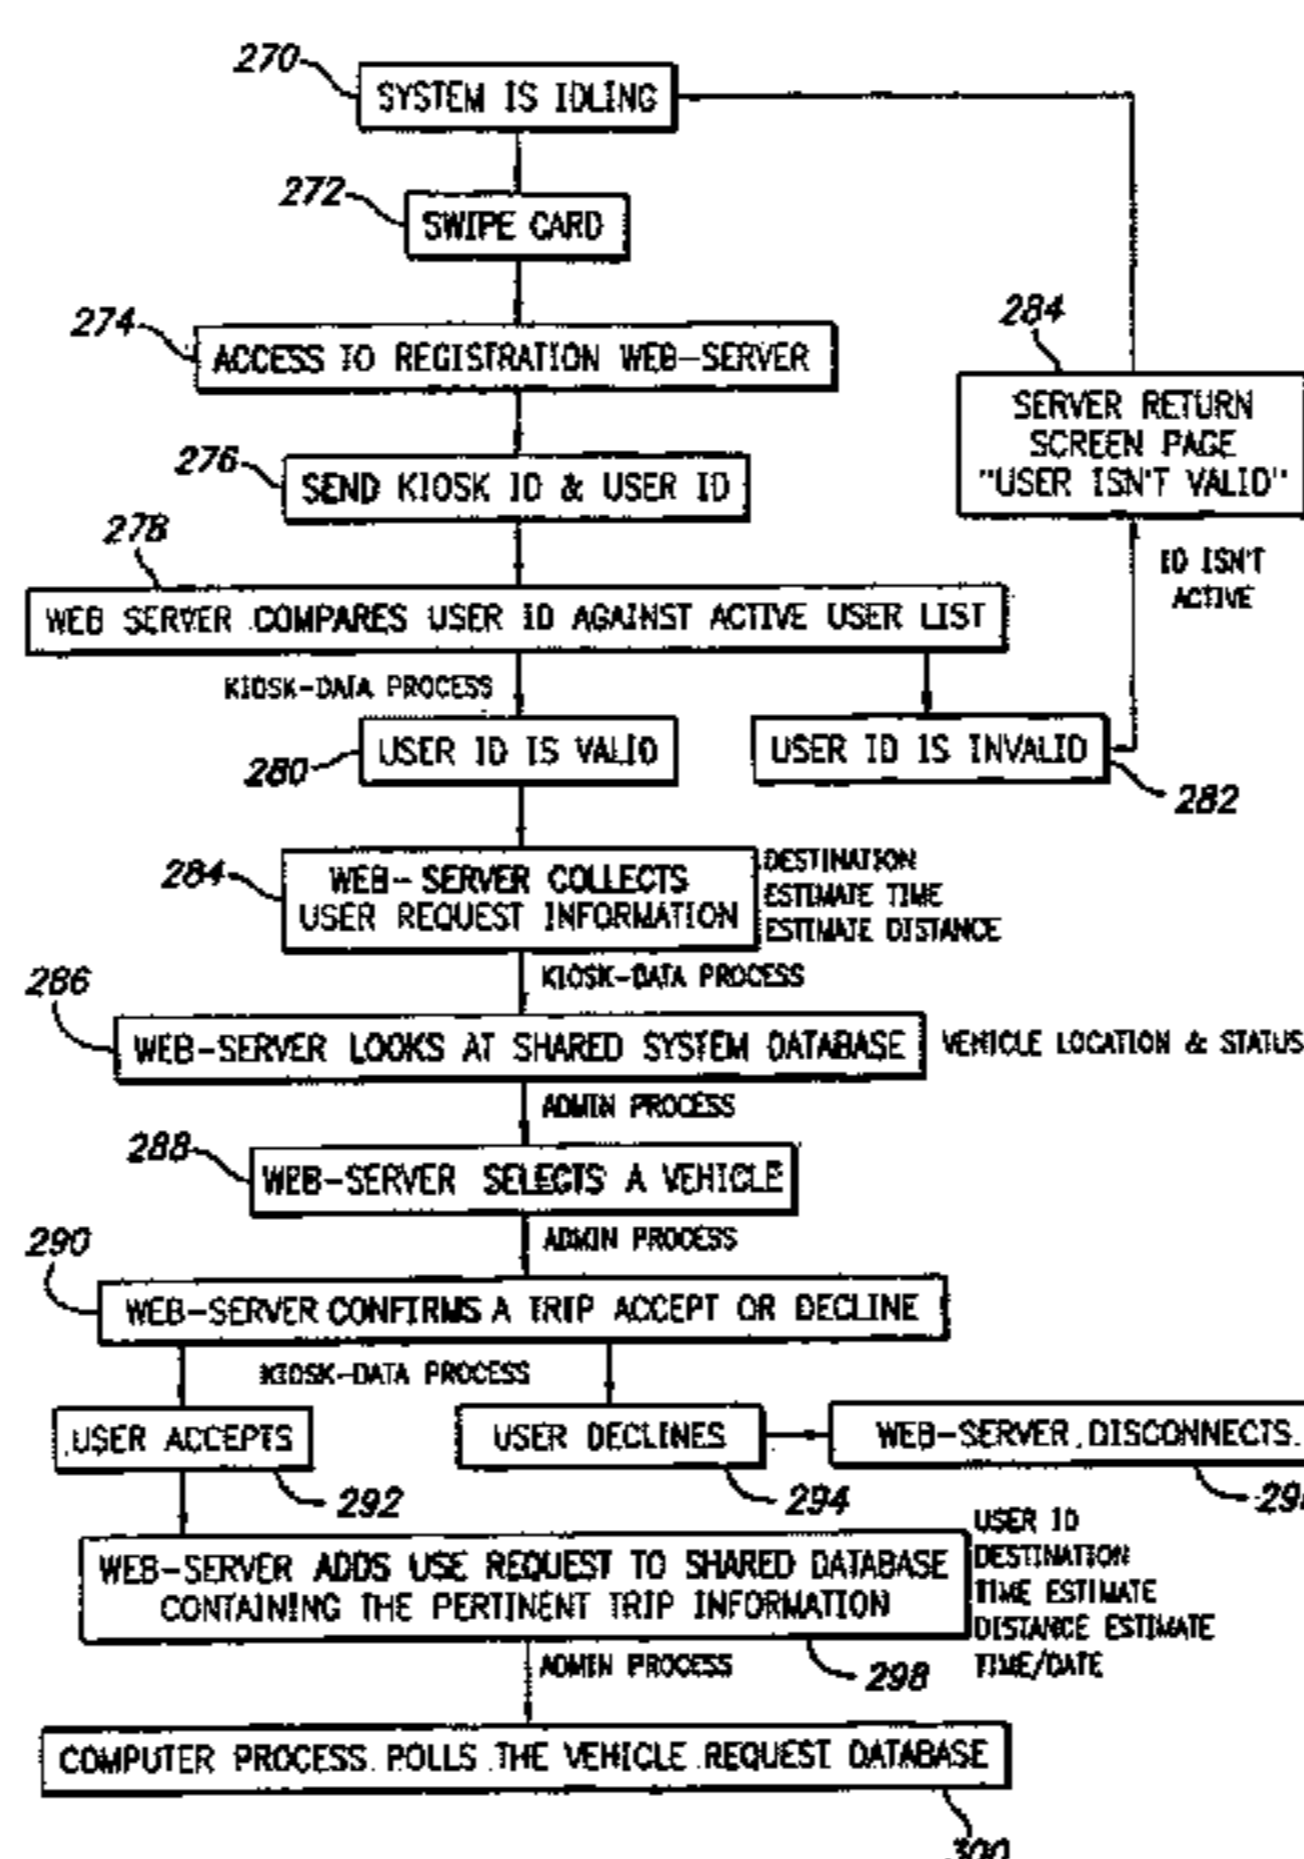 270
SYSTEM IS IDLING
272
SWIPE CARD
274
ACCESS TO REGISTRATION WEB-SERVER
284
SERVER RETURN
SCREEN PAGE
"USER ISN'T VALID"
276
SEND KIOSK ID & USER ID
278
ID ISN'T
ACTIVE
WEB SERVER COMPARES USER ID AGAINST ACTIVE USER LIST
KIOSK-DATA PROCESS
USER ID IS VALID
280
USER ID IS INVALID
282
284
WEB-SERVER COLLECTS
USER REQUEST INFORMATION
DESTINATION
ESTIMATE TIME
ESTIMATE DISTANCE
KIOSK-DATA PROCESS
286
WEB-SERVER LOOKS AT SHARED SYSTEM DATABASE
VEHICLE LOCATION & STATUS
ADMIN PROCESS
288
WEB-SERVER SELECTS A VEHICLE
ADMIN PROCESS
290
WEB-SERVER CONFIRMS A TRIP ACCEPT OR DECLINE
KIOSK-DATA PROCESS
USER ACCEPTS
292
USER DECLINES
294
WEB-SERVER DISCONNECTS
WEB-SERVER ADDS USE REQUEST TO SHARED DATABASE
CONTAINING THE PERTINENT TRIP INFORMATION
298
USER ID
DESTINATION
TIME ESTIMATE
DISTANCE ESTIMATE
TIME/DATE
ADMIN PROCESS
COMPUTER PROCESS POLLS THE VEHICLE REQUEST DATABASE
300